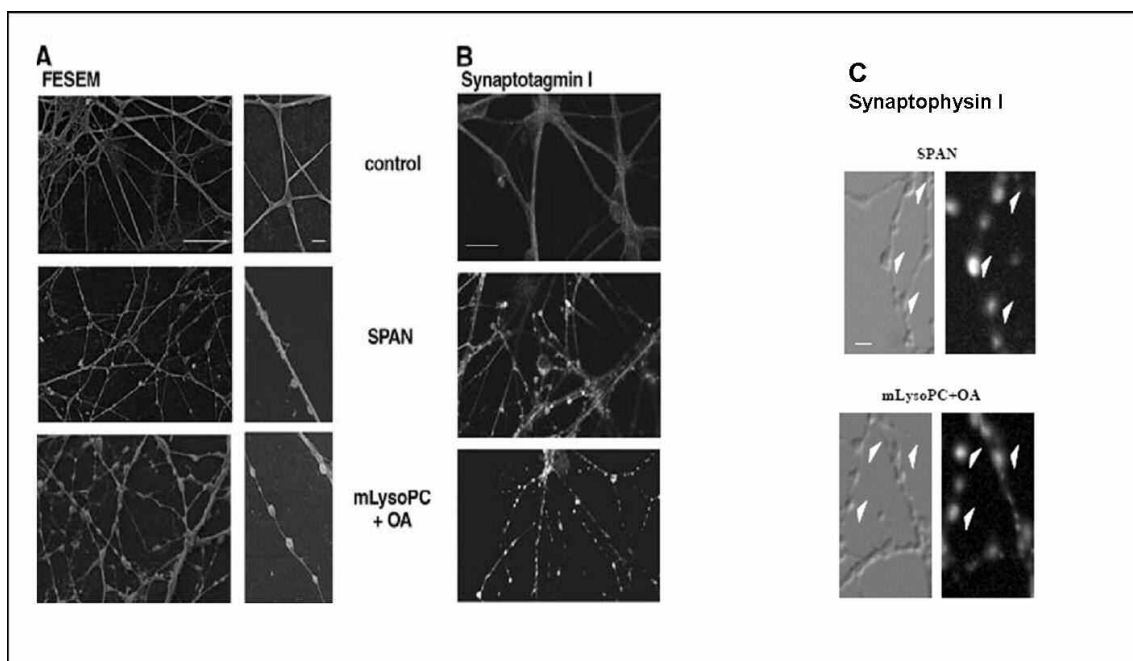 A
FESEM
B
Synaptotagmin I
C
Synaptophysin I
control
SPAN
mLysoPC
+ OA
SPAN
mLysoPC+OA